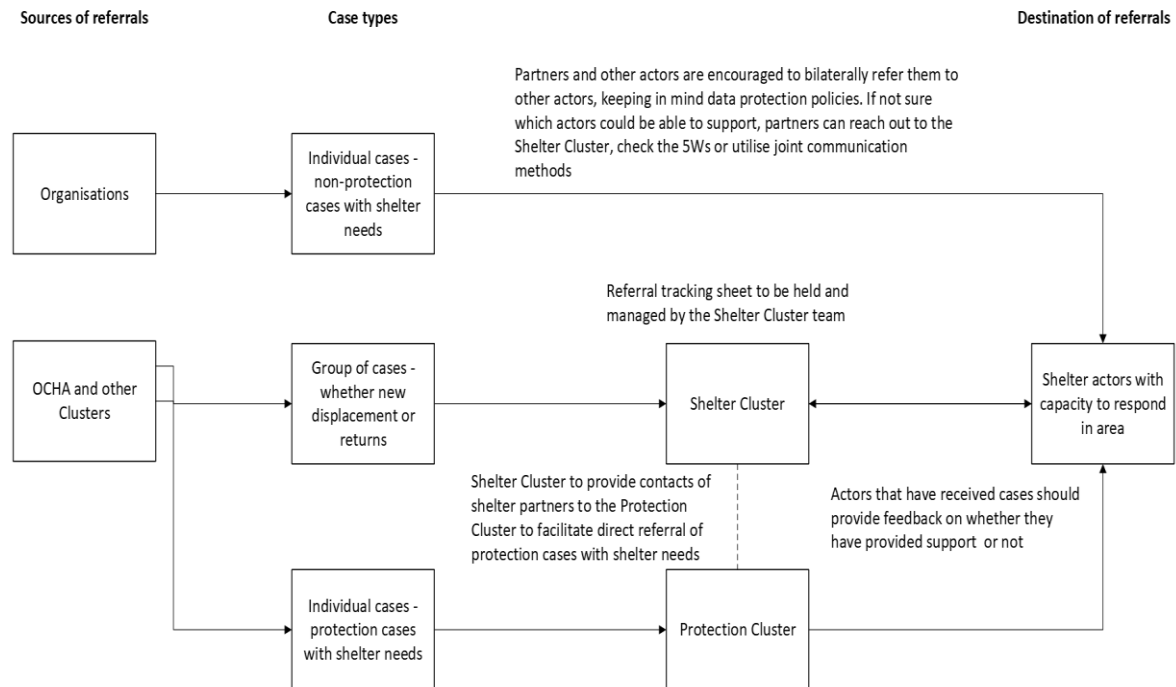 Sources of referrals
Case types
Destination of referrals
Partners and other actors are encouraged to bilaterally refer them to
other actors, keeping in mind data protection policies. If not sure
which actors could be able to support, partners can reach out to the
Shelter Cluster, check the 5Ws or utilise joint communication
methods
Organisations
Individual cases -
non-protection
cases with shelter
needs
Referral tracking sheet to be held and
managed by the Shelter Cluster team
OCHA and other
Clusters
Group of cases -
whether new
displacement or
returns
Shelter Cluster
Shelter actors with
capacity to respond
in area
Shelter Cluster to provide contacts of
shelter partners to the Protection
Cluster to facilitate direct referral of
protection cases with shelter needs
Actors that have received cases should
provide feedback on whether they
have provided support or not
Individual cases -
protection cases
with shelter needs
Protection Cluster